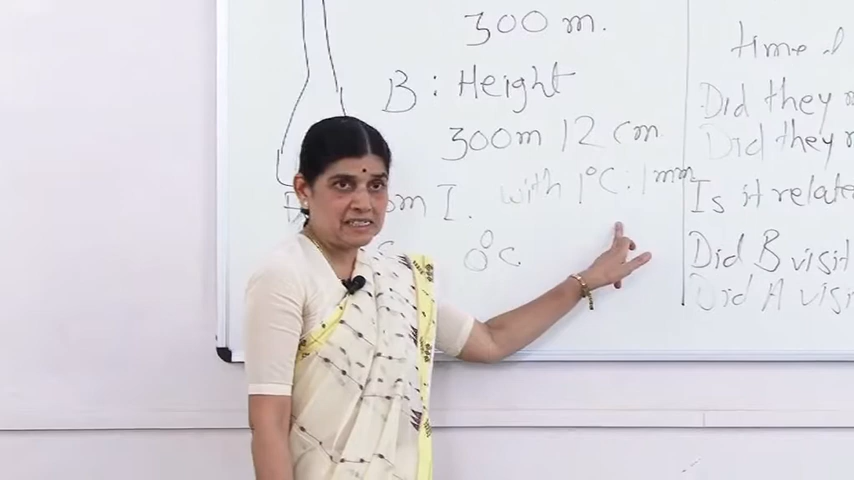 300 m.
B : Height
300m 12 cm
m I. with 1°C : 1mm
0°C
Time
Did they
Did they
Is it relate
Did B visit
Did A vis